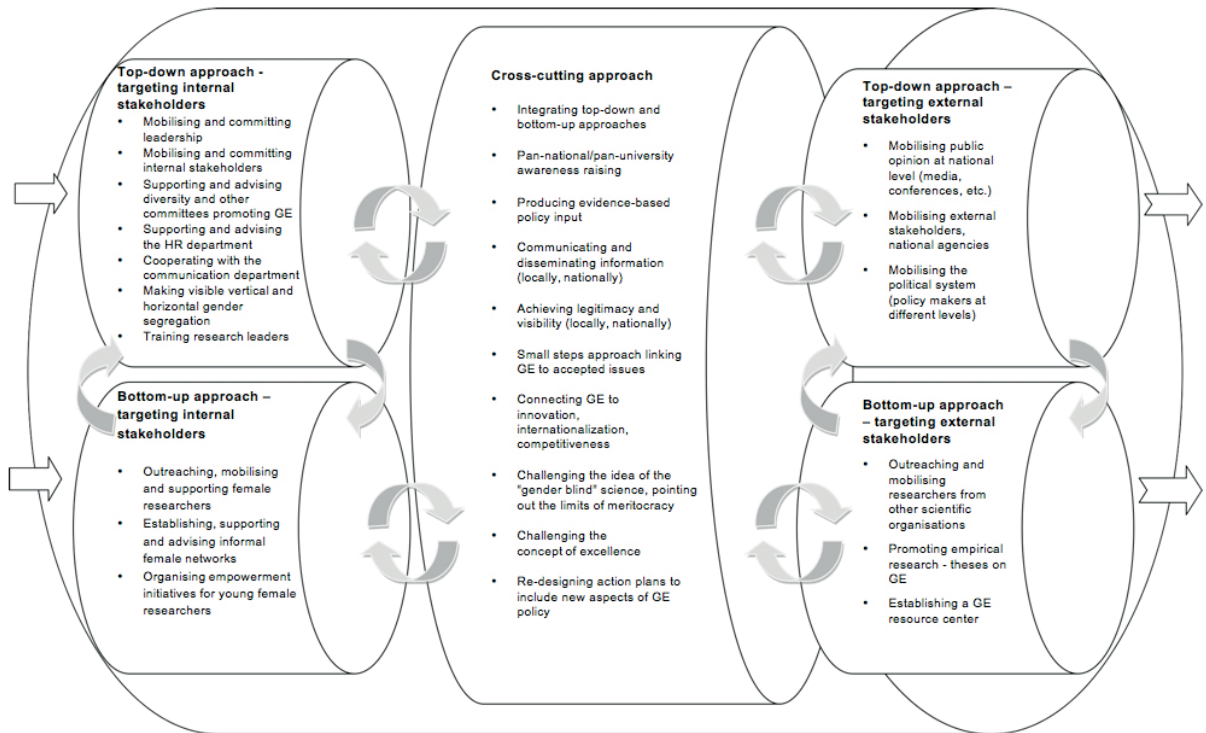 Top-down approach -
targeting internal
stakeholders
• Mobilising and committing
leadership
• Mobilising and committing
internal stakeholders
• Supporting and advising
diversity and other
committees promoting GE
• Supporting and advising
the HR department
• Cooperating with the
communication department
• Making visible vertical and
horizontal gender
segregation
• Training research leaders
Bottom-up approach –
targeting internal
stakeholders
• Outreaching, mobilising
and supporting female
researchers
• Establishing, supporting
and advising informal
female networks
• Organising empowerment
initiatives for young female
researchers
Cross-cutting approach
• Integrating top-down and
bottom-up approaches
• Pan-national/pan-university
awareness raising
• Producing evidence-based
policy input
• Communicating and
disseminating information
(locally, nationally)
• Achieving legitimacy and
visibility (locally, nationally)
• Small steps approach linking
GE to accepted issues
• Connecting GE to
innovation,
internationalization,
competitiveness
• Challenging the idea of the
"gender blind" science, pointing
out the limits of meritocracy
• Challenging the
concept of excellence
• Re-designing action plans to
include new aspects of GE
policy
Top-down approach –
targeting external
stakeholders
• Mobilising public
opinion at national
level (media,
conferences, etc.)
• Mobilising external
stakeholders,
national agencies
• Mobilising the
political system
(policy makers at
different levels)
Bottom-up approach
– targeting external
stakeholders
• Outreaching and
mobilising
researchers from
other scientific
organisations
• Promoting empirical
research - theses on
GE
• Establishing a GE
resource center